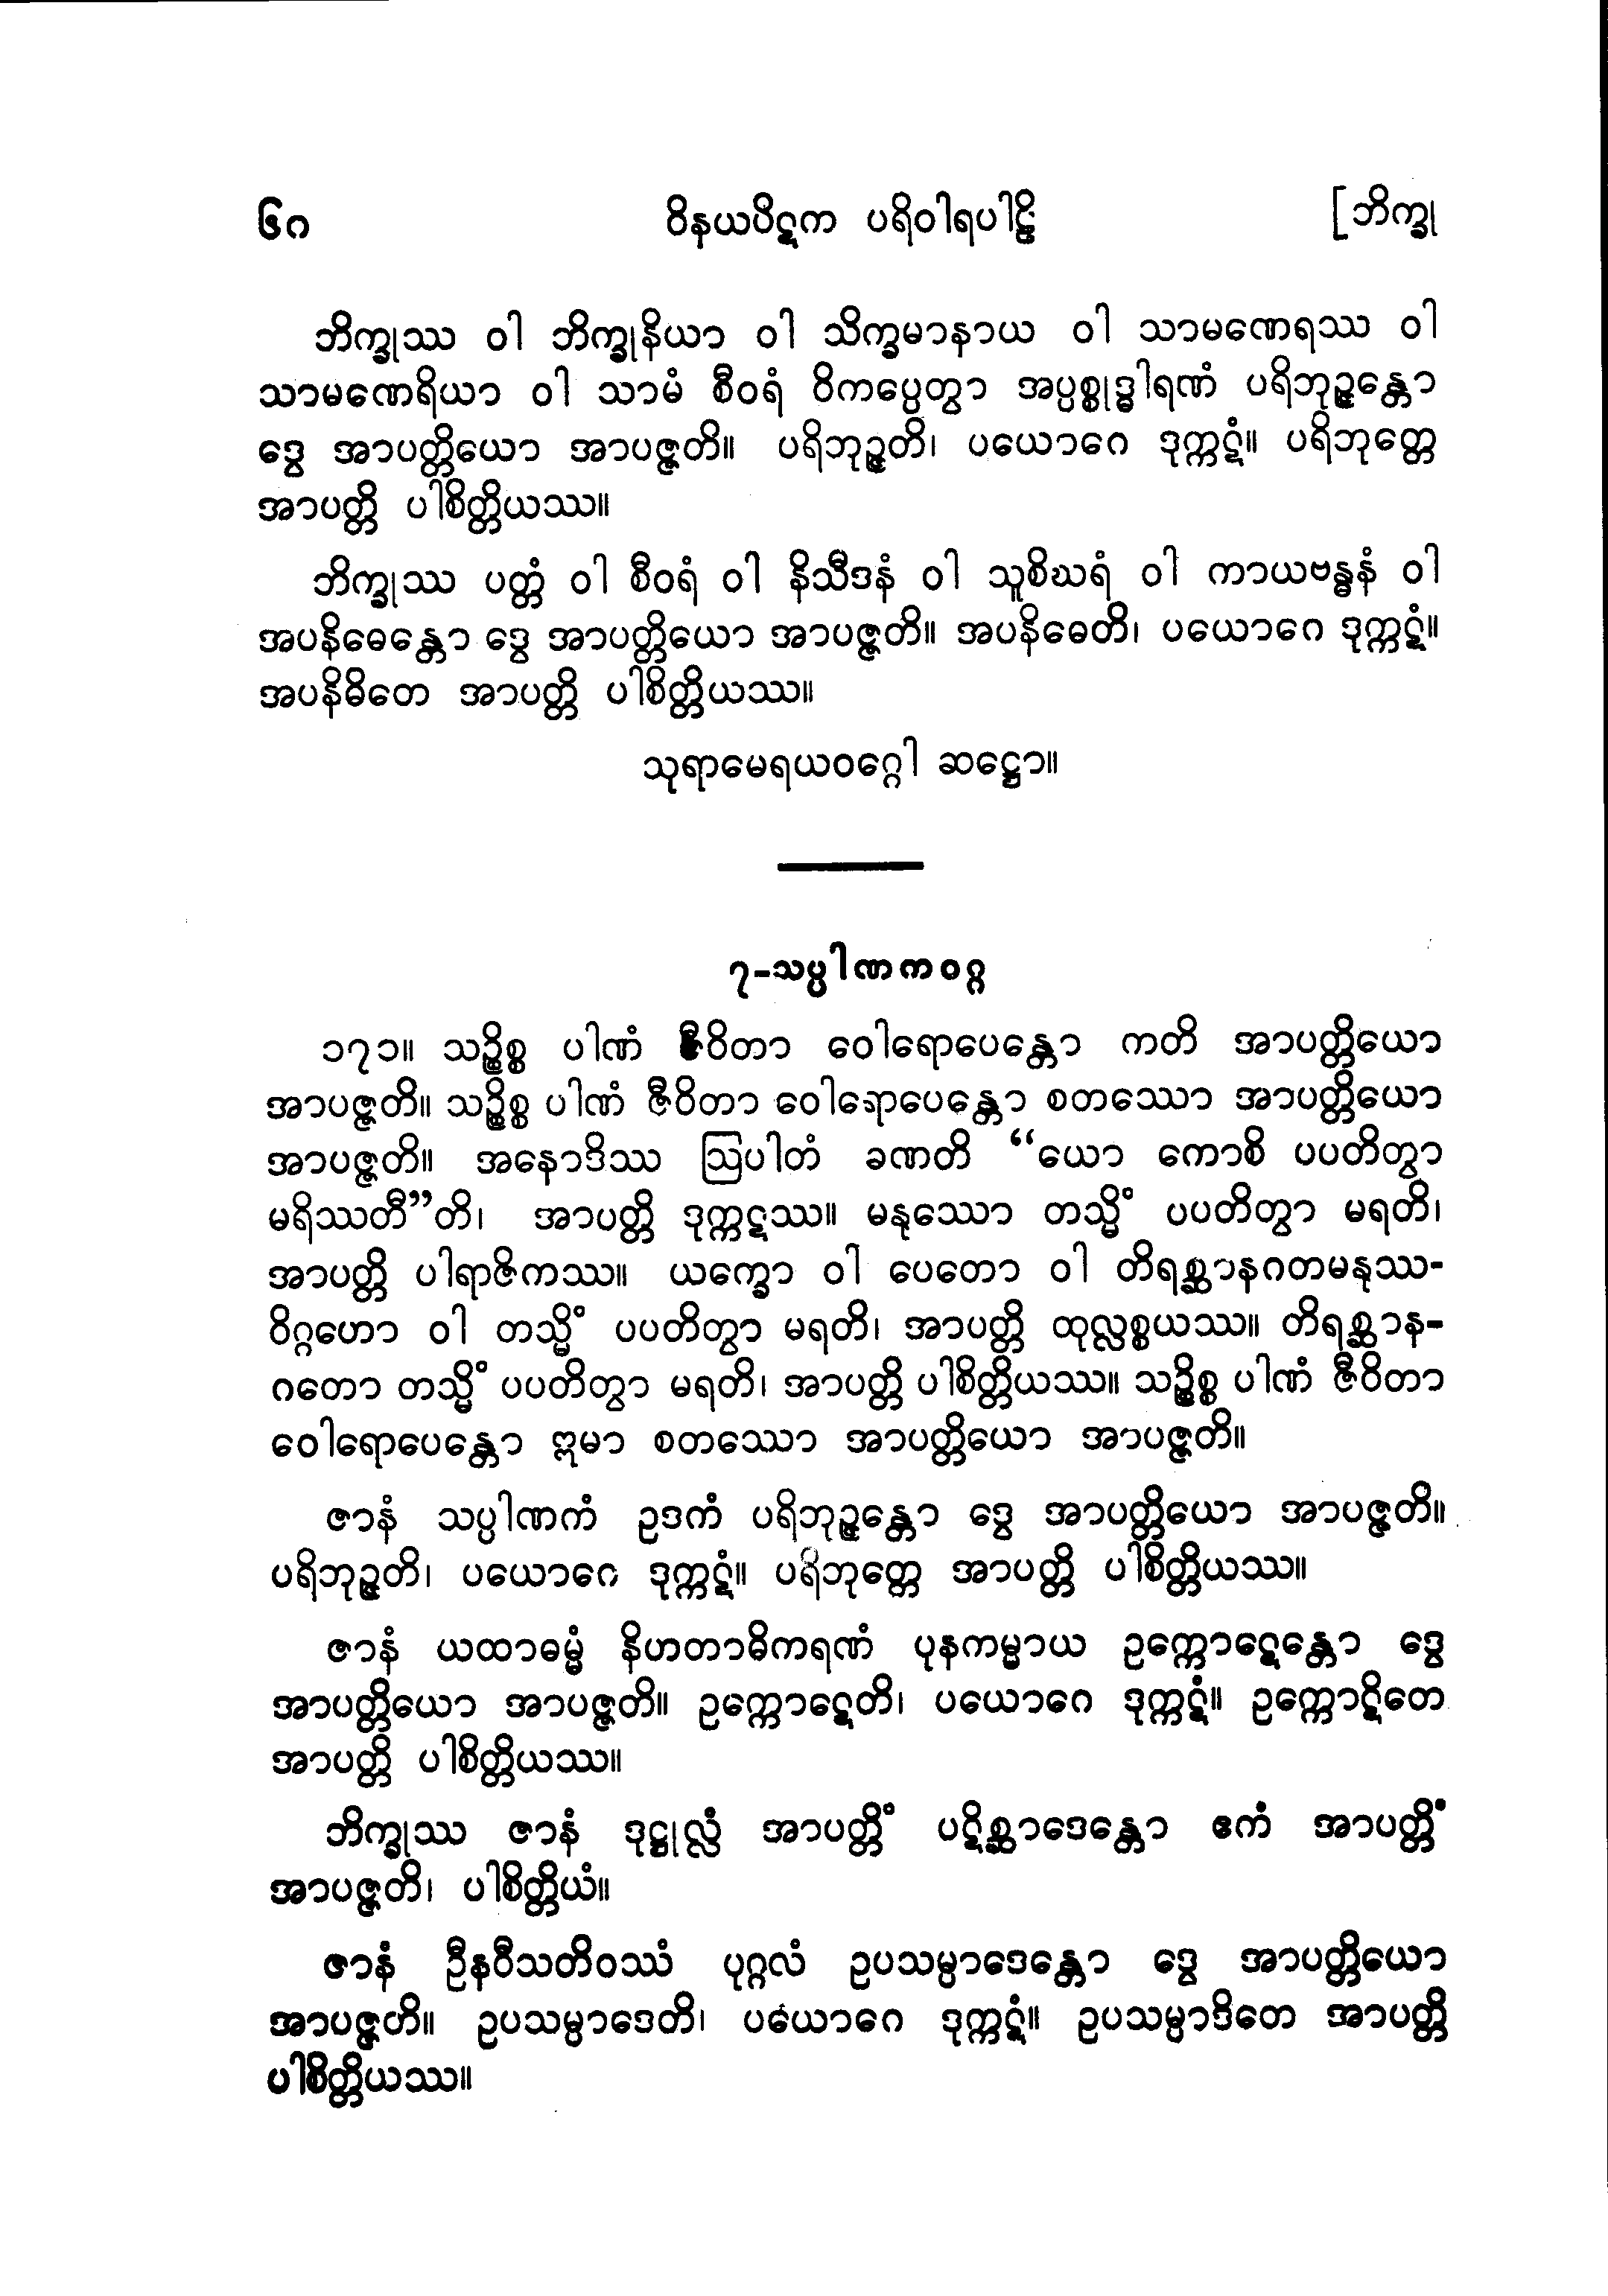 ၆၀ ဝိနယပိဋက ပရိဝါရပါဠိ [ဘိက္ခု
ဘိက္ခုဿ ဝါ ဘိက္ခုနိယာ ဝါ သိက္ခမာနာယ ဝါ သာမဏေရဿ ဝါ
သာမဏေရိယာ ဝါ သာမံ စီဝရံ ဝိကပ္ပေတွာ အပ္ပစ္စုဒ္ဓါရဏံ ပရိဘုဉ္ဇန္တော
ဒွေ အာပတ္တိယော အာပဇ္ဇတိ။ ပရိဘုဉ္ဇတိ၊ ပယောဂေ ဒုက္ကဋံ။ ပရိဘုတ္တေ
အာပတ္တိ ပါစိတ္တိယဿ။
ဘိက္ခုဿ ပတ္တံ ဝါ စီဝရံ ဝါ နိသီဒနံ ဝါ သူစိဃရံ ဝါ ကာယဗန္ဓနံ ဝါ
အပနိဓေန္တော ဒွေ အာပတ္တိယော အာပဇ္ဇတိ။ အပနိဓေတိ၊ ပယောဂေ ဒုက္ကဋံ။
အပနိဓိတေ အာပတ္တိ ပါစိတ္တိယဿ။
သုရာမေရယဝဂ္ဂေါ ဆဋ္ဌော။
၇-သပ္ပါဏကဝဂ္ဂ
၁၇၁။ သဉ္စိစ္စ ပါဏံ ဇီဝိတာ ဝေါရောပေန္တော ကတိ အာပတ္တိယော
အာပဇ္ဇတိ။ သဉ္စိစ္စ ပါဏံ ဇီဝိတာ ဝေါရောပေန္တော စတဿော အာပတ္တိယော
အာပဇ္ဇတိ။ အနောဒိဿ ဩပါတံ ခဏတိ “ယော ကောစိ ပပတိတွာ
မရိဿတီ”တိ၊ အာပတ္တိ ဒုက္ကဋဿ။ မနုဿော တသ္မိံ ပပတိတွာ မရတိ၊
အာပတ္တိ ပါရာဇိကဿ။ ယက္ခော ဝါ ပေတော ဝါ တိရစ္ဆာနဂတမနုဿ-
ဝိဂ္ဂဟော ဝါ တသ္မိံ ပပတိတွာ မရတိ၊ အာပတ္တိ ထုလ္လစ္စယဿ။ တိရစ္ဆာန-
ဂတော တသ္မိံ ပပတိတွာ မရတိ၊ အာပတ္တိ ပါစိတ္တိယဿ။ သဉ္စိစ္စ ပါဏံ ဇီဝိတာ
ဝေါရောပေန္တော ဣမာ စတဿော အာပတ္တိယော အာပဇ္ဇတိ။
ဇာနံ သပ္ပါဏကံ ဥဒကံ ပရိဘုဉ္ဇန္တော ဒွေ အာပတ္တိယော အာပဇ္ဇတိ။
ပရိဘုဉ္ဇတိ၊ ပယောဂေ ဒုက္ကဋံ။ ပရိဘုတ္တေ အာပတ္တိ ပါစိတ္တိယဿ။
ဇာနံ ယထာဓမ္မံ နိဟတာဓိကရဏံ ပုနကမ္မာယ ဥက္ကောဋေန္တော ဒွေ
အာပတ္တိယော အာပဇ္ဇတိ။ ဥက္ကောဋေတိ၊ ပယောဂေ ဒုက္ကဋံ။ ဥက္ကောဋိတေ
အာပတ္တိ ပါစိတ္တိယဿ။
ဘိက္ခုဿ ဇာနံ ဒုဋ္ဌုလ္လံ အာပတ္တိံ ပဋိစ္ဆာဒေန္တော ဧကံ အာပတ္တိံ
အာပဇ္ဇတိ၊ ပါစိတ္တိယံ။
ဇာနံ ဦနဝီသတိဝဿံ ပုဂ္ဂလံ ဥပသမ္ပာဒေန္တော ဒွေ အာပတ္တိယော
အာပဇ္ဇတိ။ ဥပသမ္ပာဒေတိ၊ ပယောဂေ ဒုက္ကဋံ။ ဥပသမ္ပာဒိတေ အာပတ္တိ
ပါစိတ္တိယဿ။